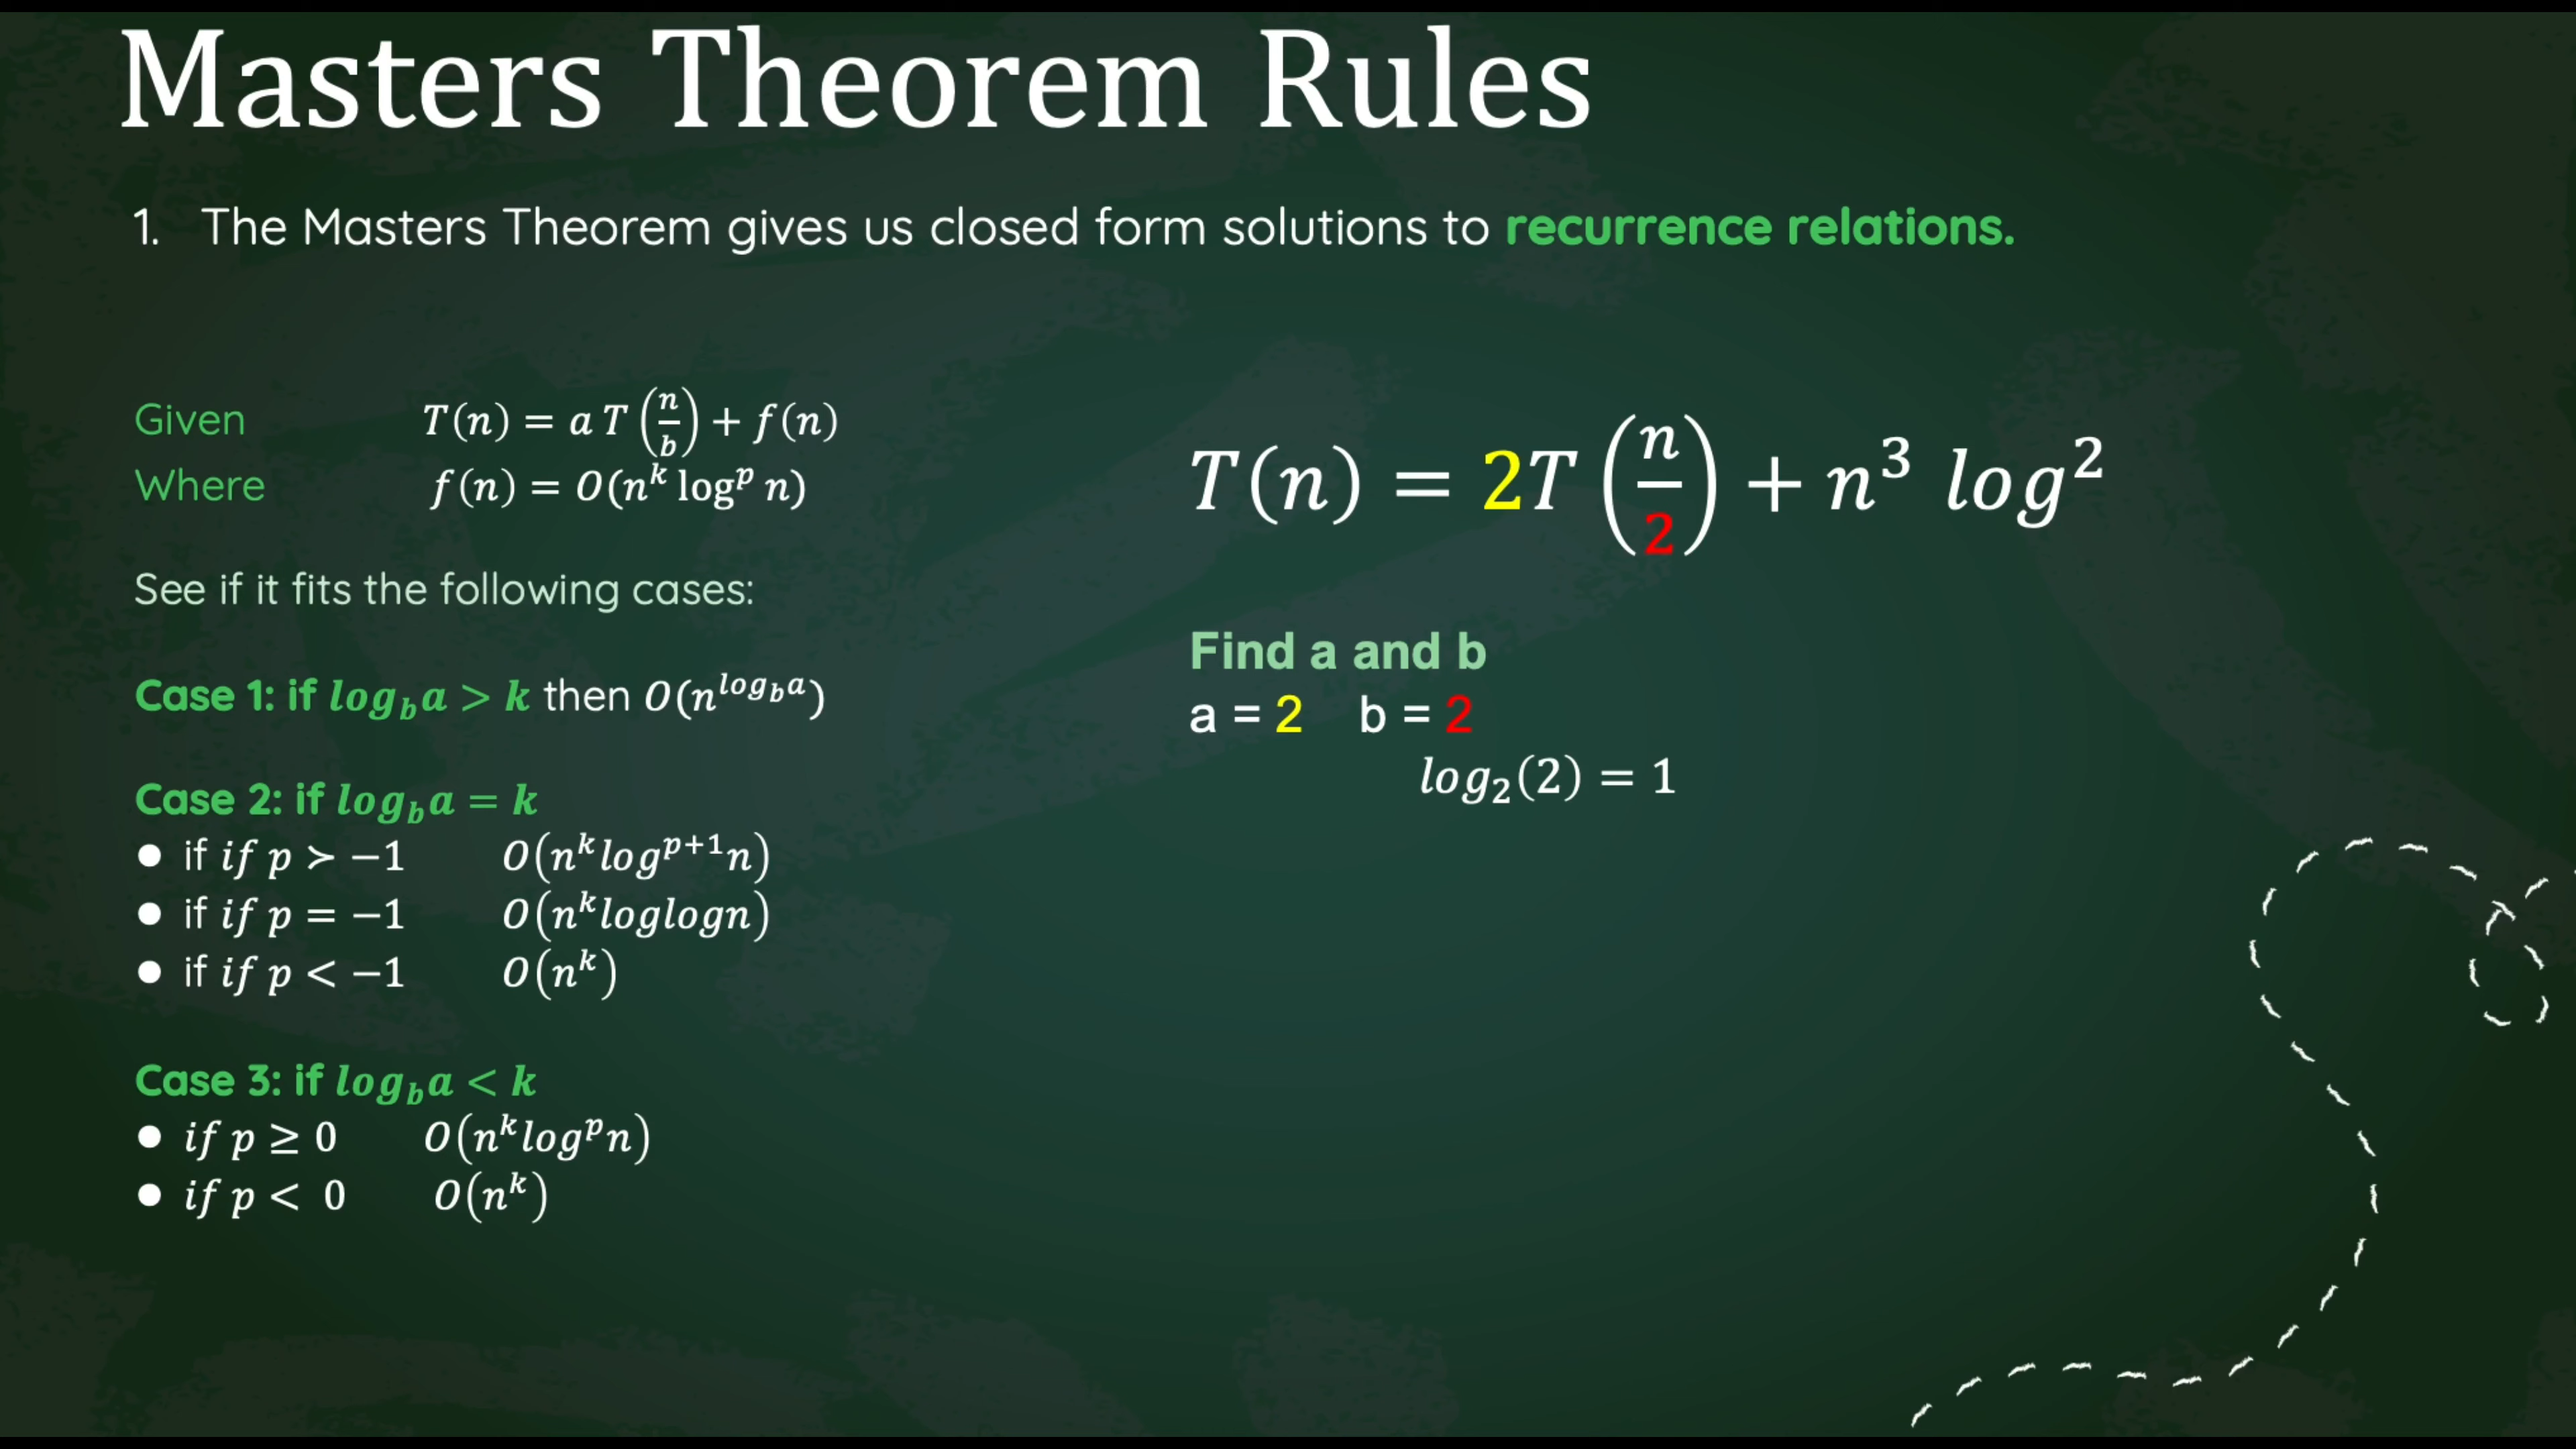 Masters Theorem Rules
1. The Masters Theorem gives us closed form solutions to recurrence relations.
Given T(n) = a T(n/b) + f(n)
Where f(n) = O(n^k log^p n)
See if it fits the following cases:
Case 1: if log_b a > k then O(n^{log_b a})
Case 2: if log_b a = k
● if if p > −1 O(n^k log^{p+1} n)
● if if p = −1 O(n^k loglogn)
● if if p < −1 O(n^k)
Case 3: if log_b a < k
● if p ≥ 0 O(n^k log^p n)
● if p < 0 O(n^k)
T(n) = 2T(n/2) + n^3 log^2
Find a and b
a = 2 b = 2
log_2(2) = 1